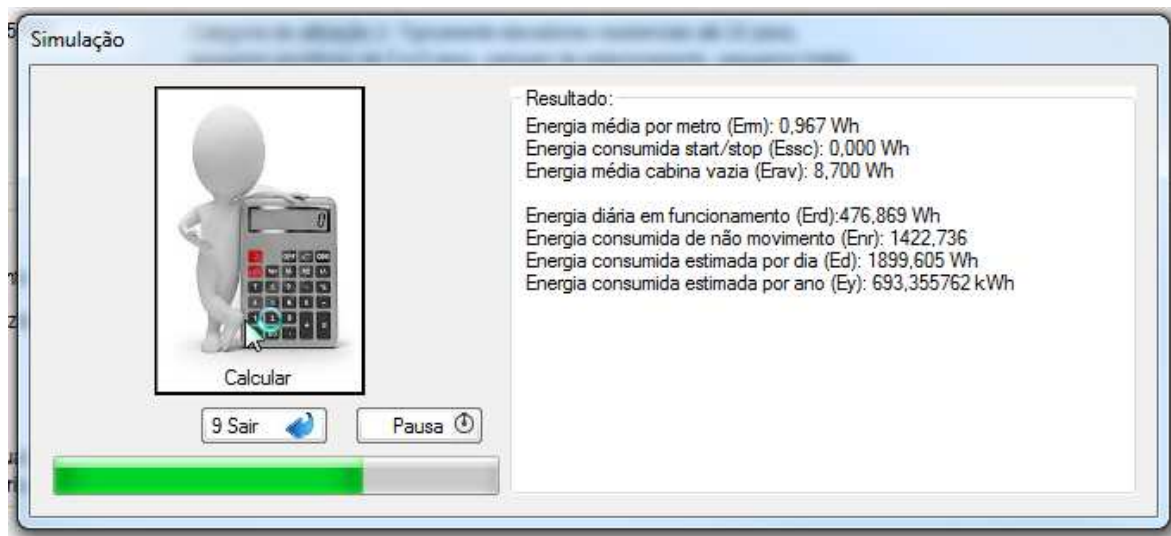 Simulação
Resultado:
Energia média por metro (Erm): 0,967 Wh
Energia consumida start/stop (Essc): 0,000 Wh
Energia média cabina vazia (Erav): 8,700 Wh
Energia diária em funcionamento (Erd):476,869 Wh
Energia consumida de não movimento (Enr): 1422,736
Energia consumida estimada por dia (Ed): 1899,605 Wh
Energia consumida estimada por ano (Ey): 693,355762 kWh
0
Calcular
9 Sair
Pausa